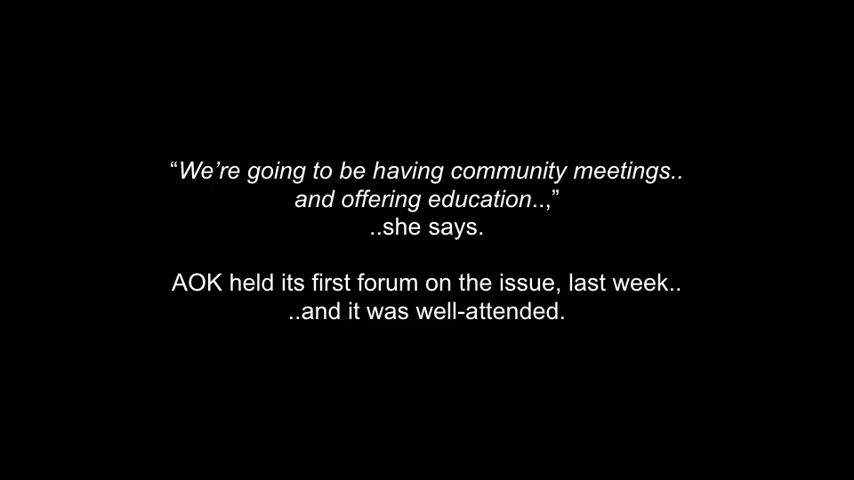 “We’re going to be having community meetings..
and offering education..,”
..she says.
AOK held its first forum on the issue, last week..
..and it was well-attended.